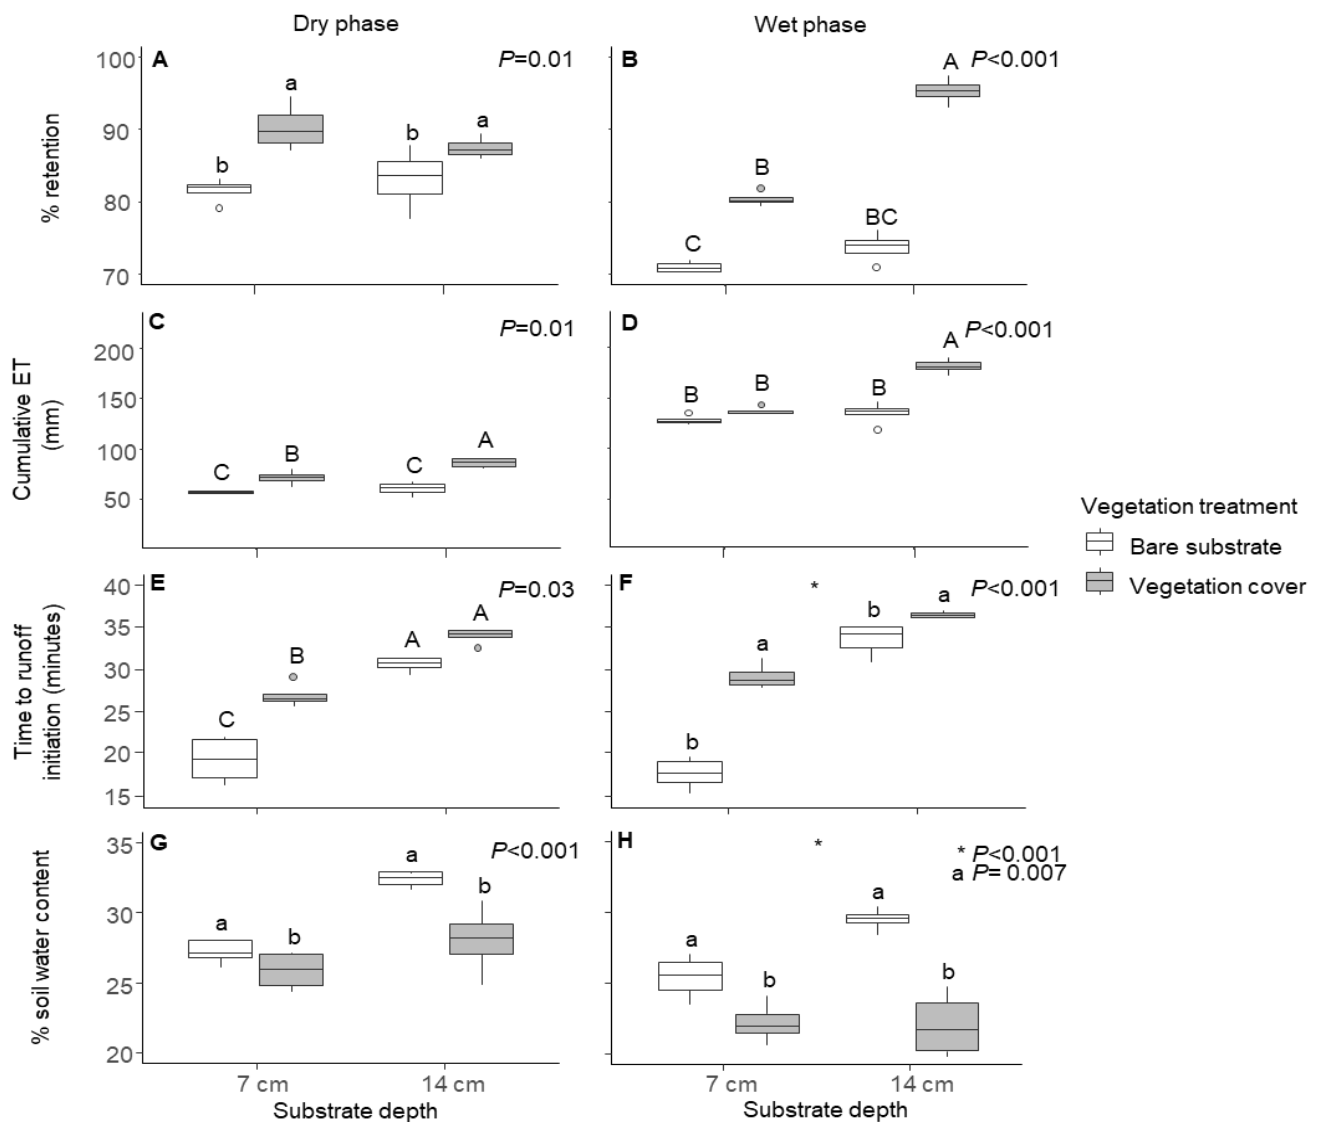 Dry phase
Wet phase
% retention
100
90
80
70
A
P=0.01
b
a
b
a
B
P<0.001
C
B
BC
A
Cumulative ET
(mm)
200
150
100
50
C
P=0.01
C
B
C
A
D
P<0.001
B
B
B
A
Vegetation treatment
Bare substrate
Vegetation cover
Time to runoff
initiation (minutes)
40
35
30
25
20
15
E
P=0.03
C
B
A
A
F
*
P<0.001
b
a
b
a
% soil water content
35
30
25
20
G
P<0.001
a
b
a
b
H
*
* P<0.001
a P= 0.007
a
b
a
b
7 cm
14 cm
Substrate depth
7 cm
14 cm
Substrate depth